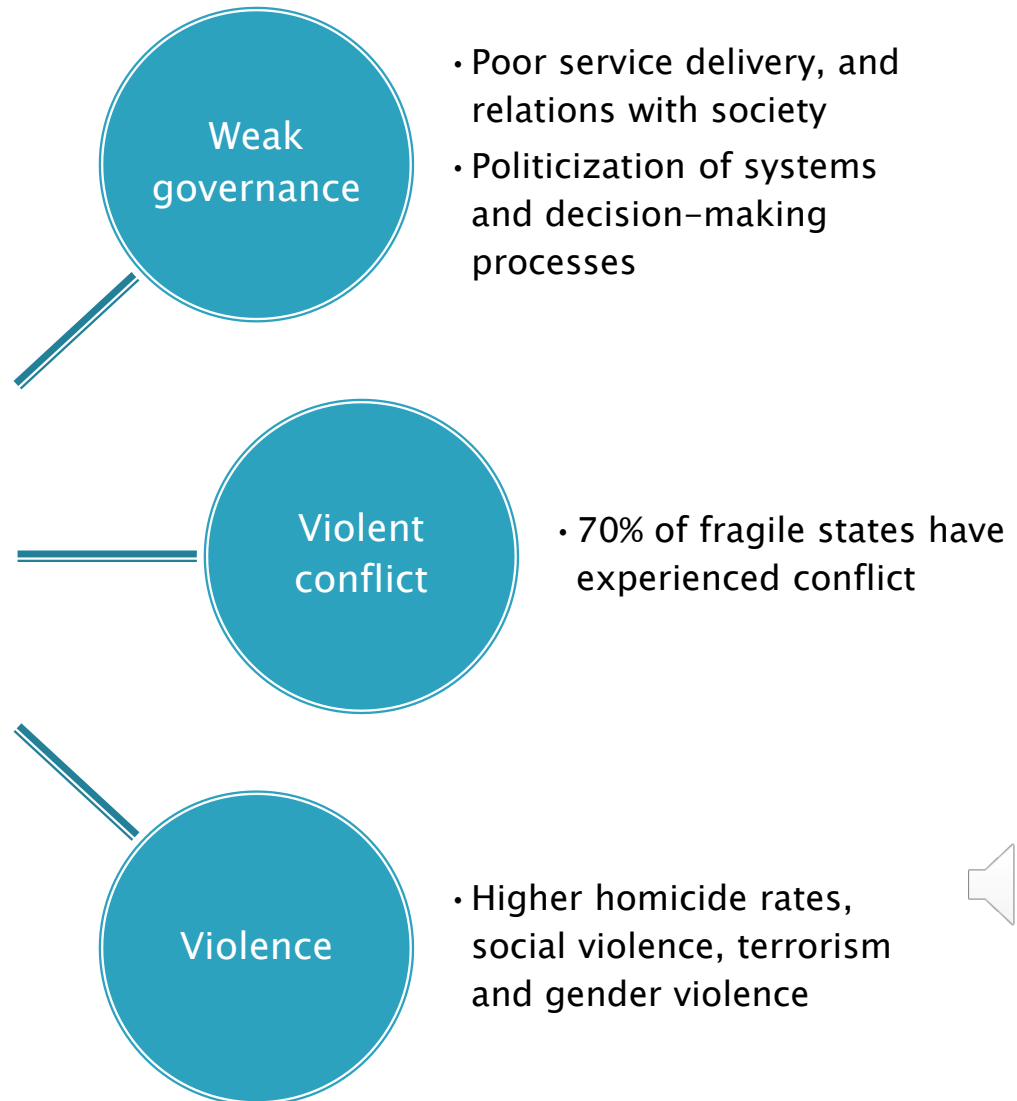 Weak
governance
• Poor service delivery, and
relations with society
• Politicization of systems
and decision-making
processes
Violent
conflict
• 70% of fragile states have
experienced conflict
Violence
• Higher homicide rates,
social violence, terrorism
and gender violence